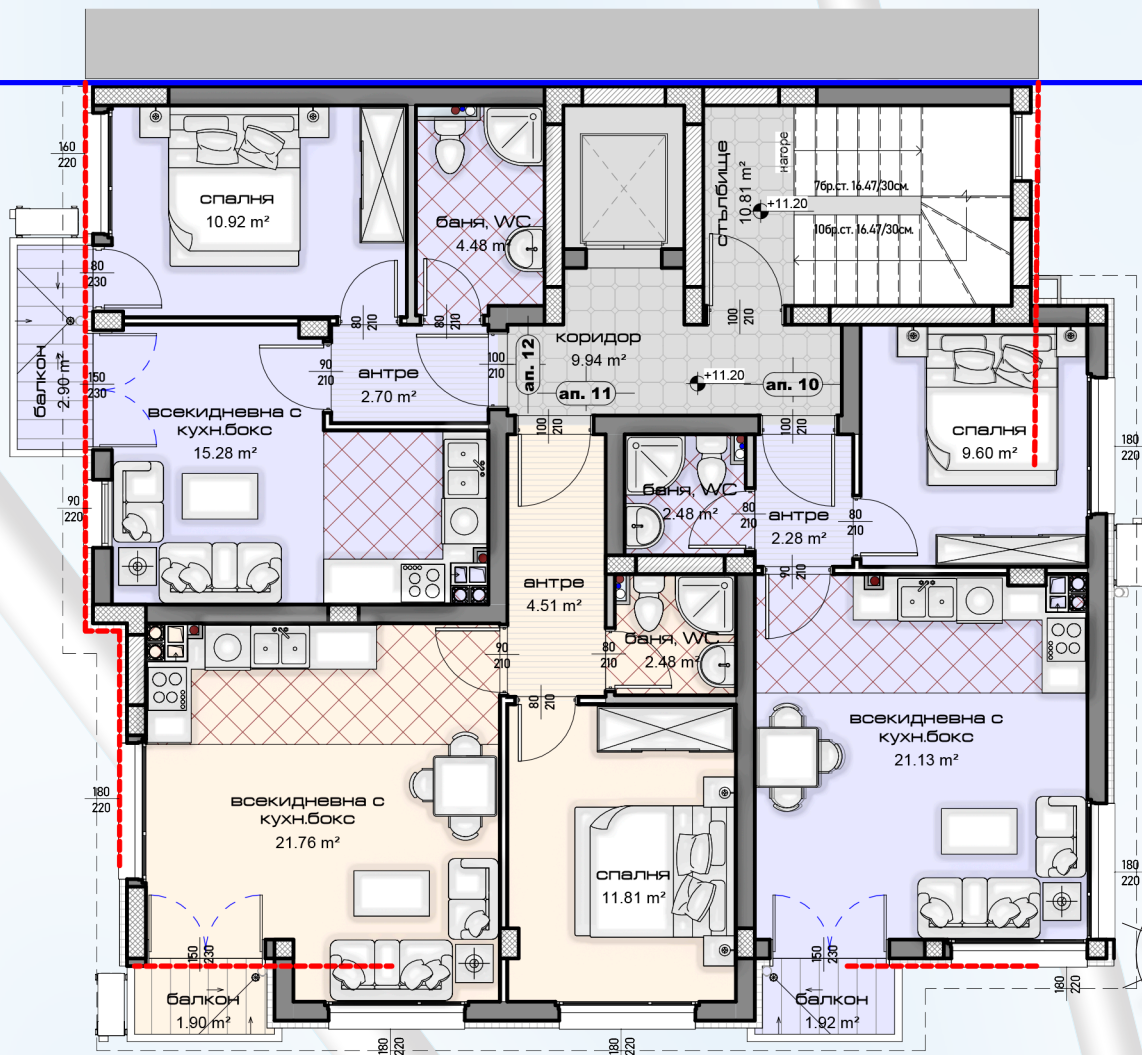 160
220
спалня
10.92 m²
баня, WC
4.48 m²
стълбище
10.81 m²
нагоре
+11.20
7бр.ст. 16.47/30см.
10бр.ст. 16.47/30см.
80
230
80
210
80
210
100
210
балкон
2.90 m²
150
230
90
210
антре
2.70 m²
100
210
ап. 12
коридор
9.94 m²
ап. 11
+11.20
ап. 10
всекидневна с
кухн.бокс
15.28 m²
100
210
100
210
спалня
9.60 m²
180
220
90
220
баня, WC
2.48 m²
80
210
антре
2.28 m²
80
210
антре
4.51 m²
90
210
90
210
80
210
баня, WC
2.48 m²
80
210
всекидневна с
кухн.бокс
21.13 m²
180
220
всекидневна с
кухн.бокс
21.76 m²
спалня
11.81 m²
180
220
150
230
150
230
балкон
1.90 m²
балкон
1.92 m²
180
220
180
220
180
220